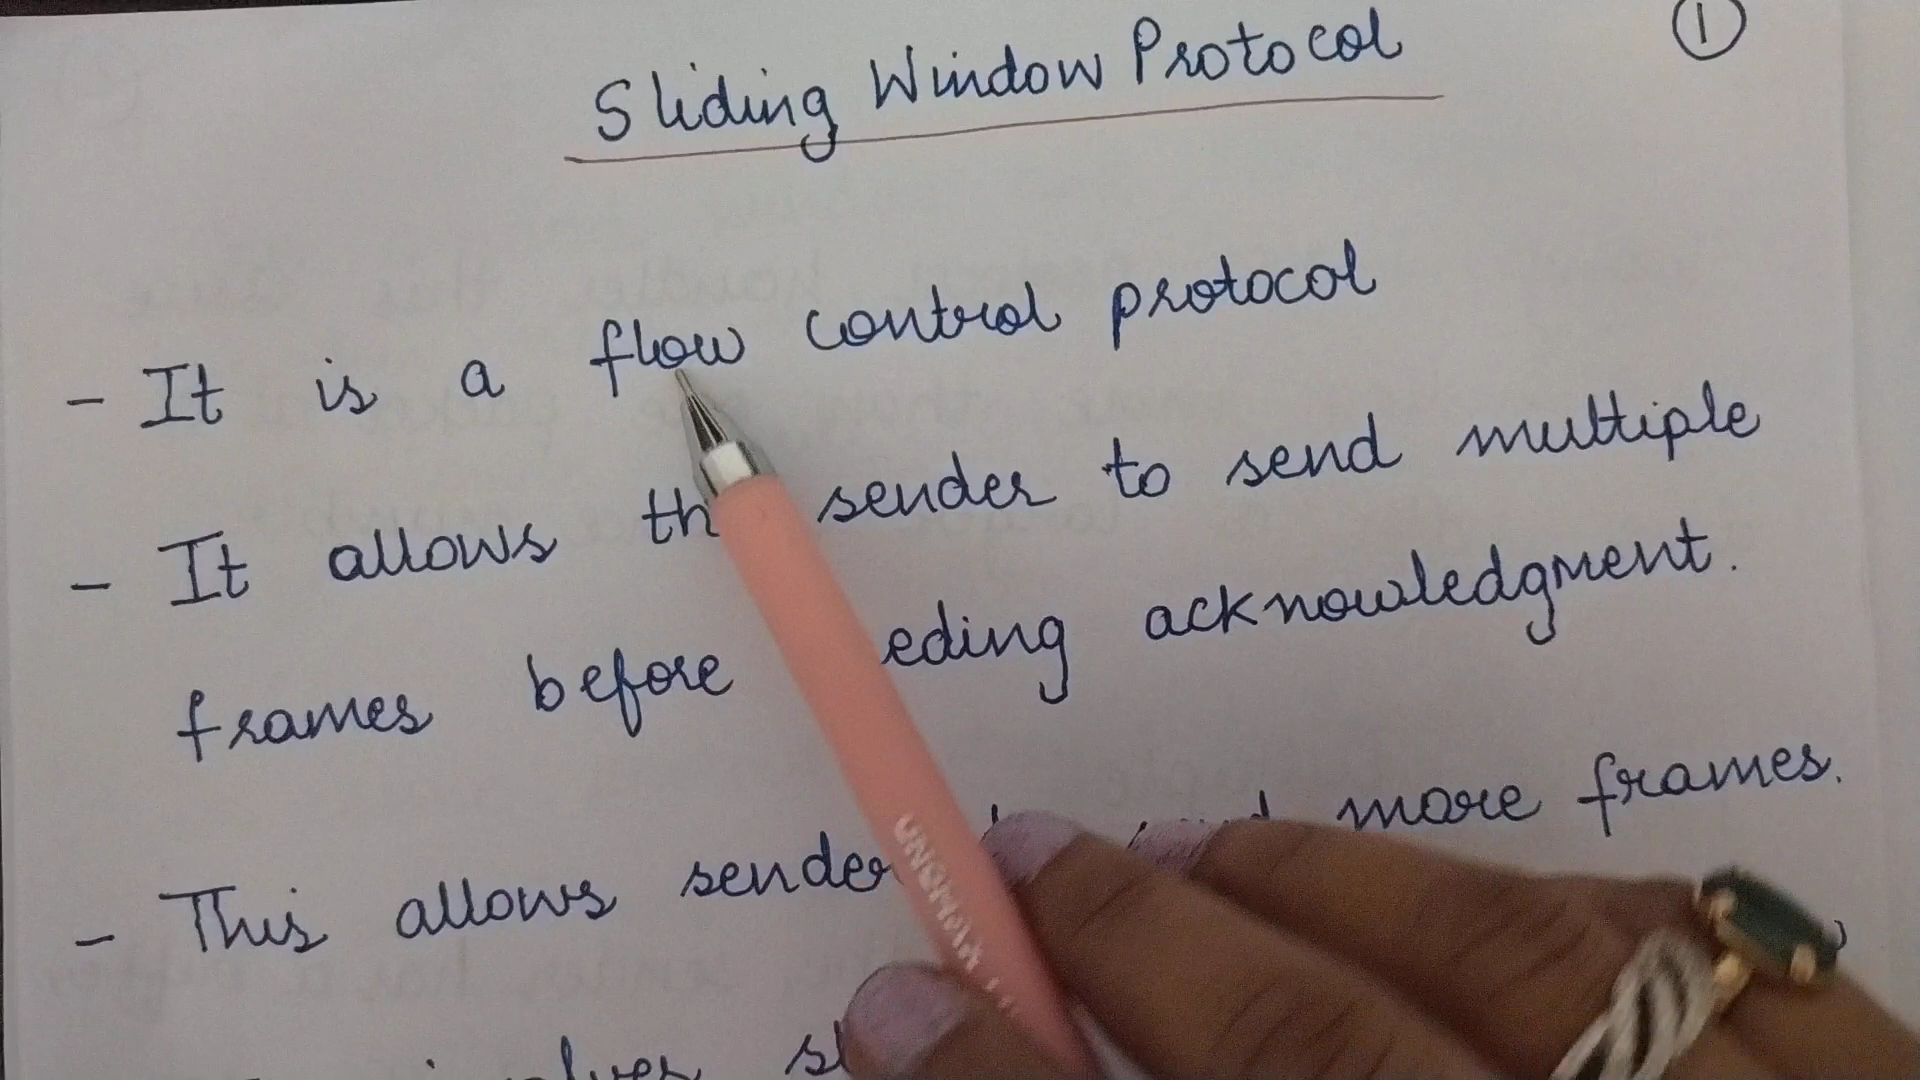 Sliding Window Protocol
1
- It is a flow control protocol
- It allows th sender to send multiple
frames before eding acknowledgment.
- This allows sender more frames.